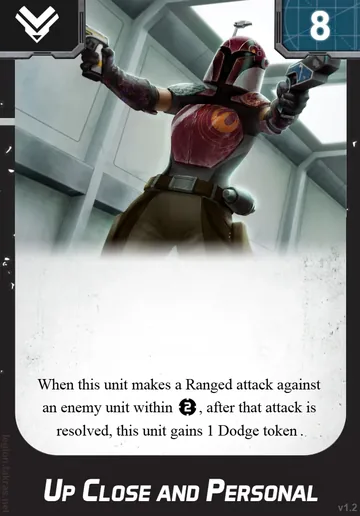 8
When this unit makes a Ranged attack against
an enemy unit within 2, after that attack is
resolved, this unit gains 1 Dodge token.
UP CLOSE AND PERSONAL
v1.2